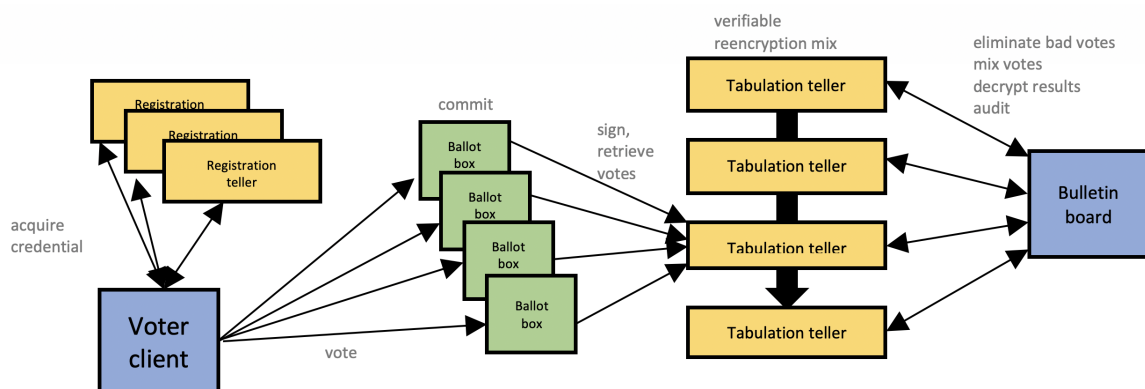 verifiable
reencryption mix
eliminate bad votes
mix votes
decrypt results
audit
Registration
Registration
Registration
teller
acquire
credential
Voter
client
vote
commit
Ballot
box
Ballot
box
Ballot
box
Ballot
box
sign,
retrieve
votes
Tabulation teller
Tabulation teller
Tabulation teller
Tabulation teller
Bulletin
board